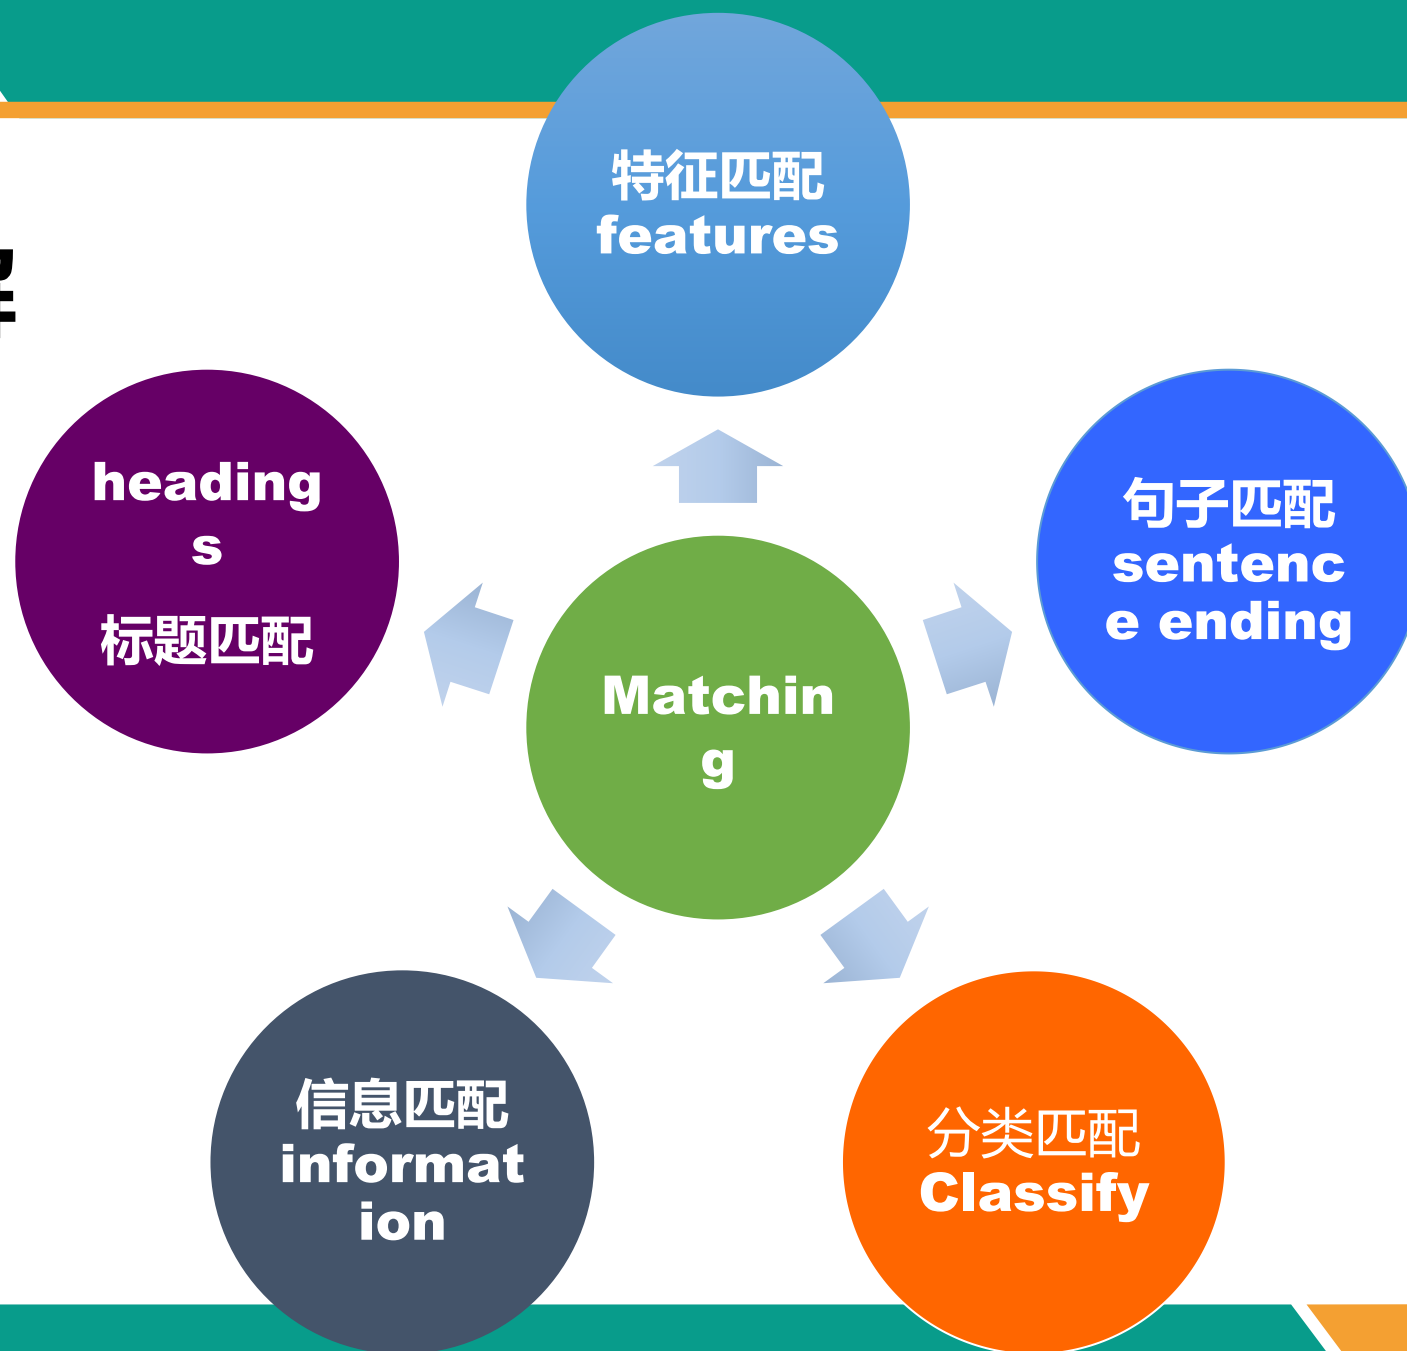 特征匹配
features
heading
s
标题匹配
句子匹配
sentenc
e ending
Matchin
g
信息匹配
informat
ion
分类匹配
Classify